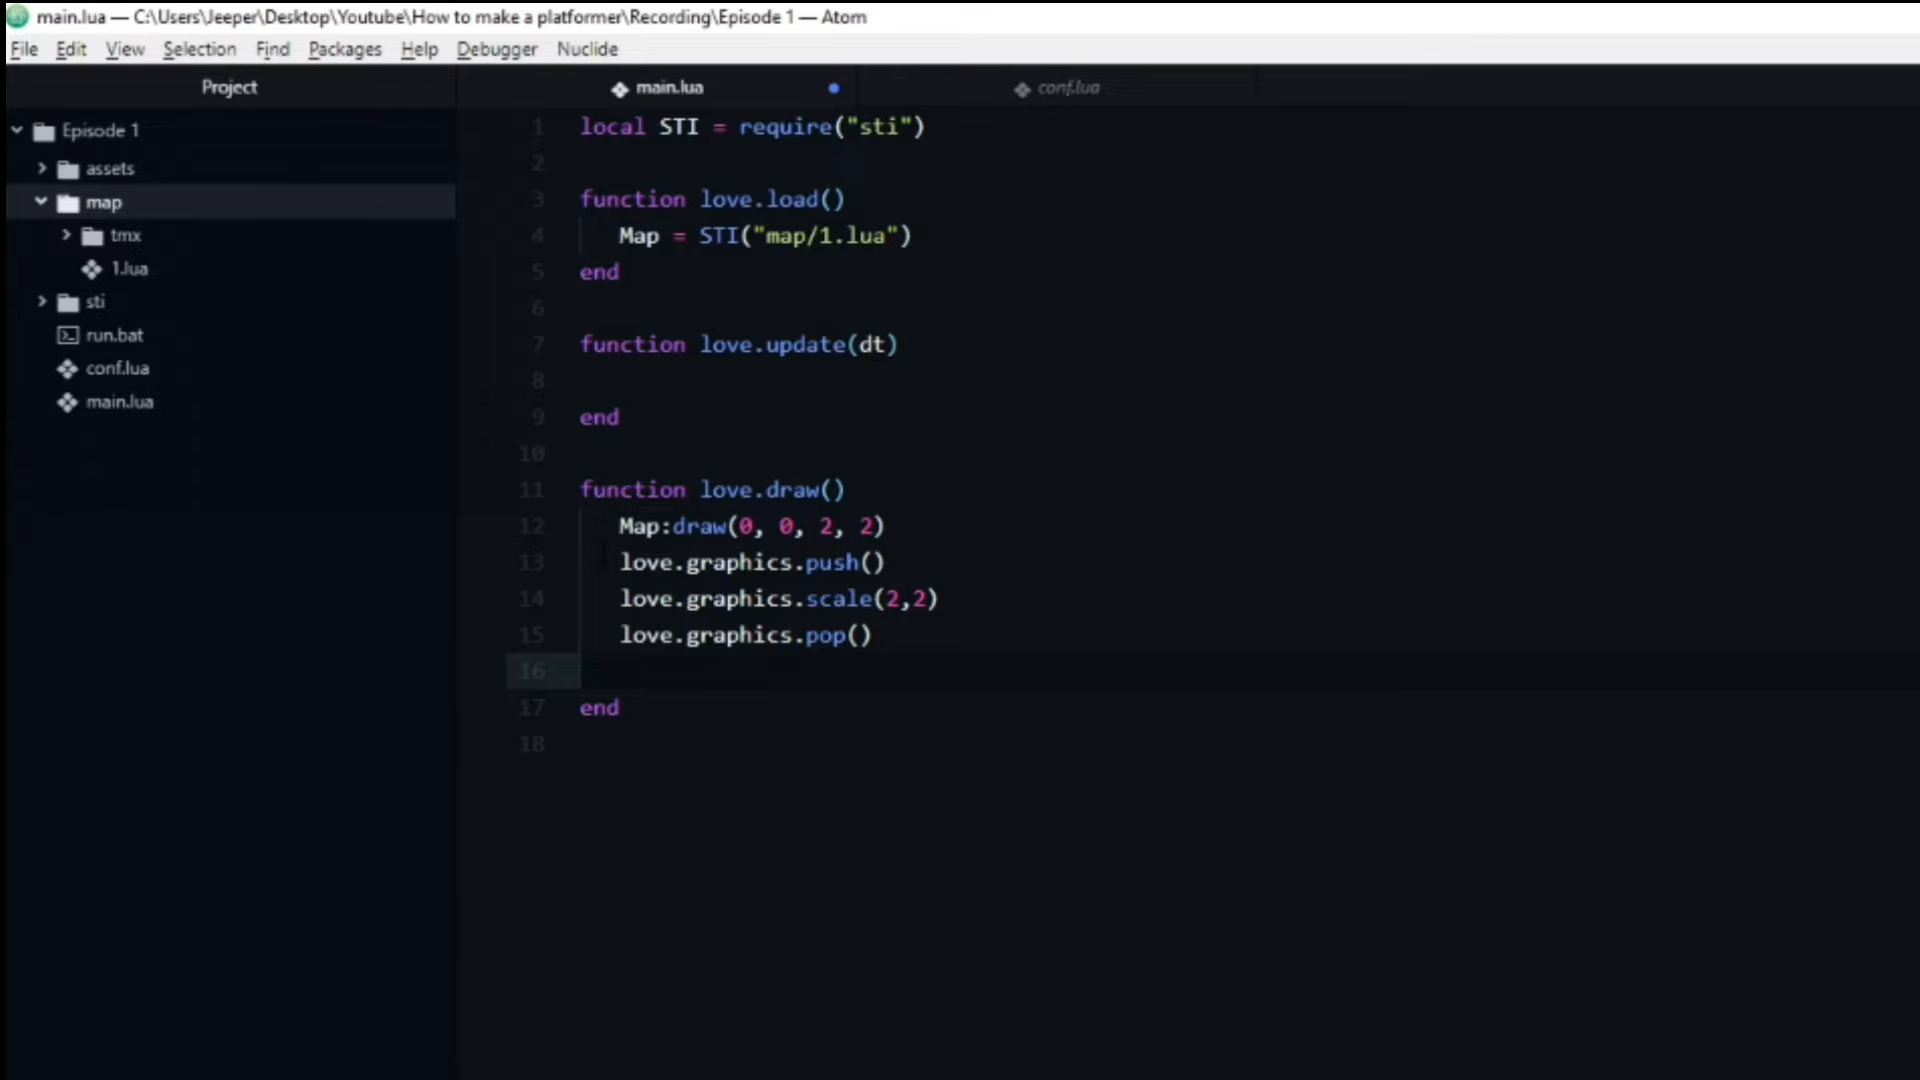 main.lua — C:\Users\Jeeper\Desktop\Youtube\How to make a platformer\Recording\Episode 1 — Atom
File Edit View Selection Find Packages Help Debugger Nuclide
Project
main.lua
conf.lua
Episode 1
assets
map
tmx
1.lua
sti
run.bat
conf.lua
main.lua
1 local STI = require("sti")
2
3 function love.load()
4 Map = STI("map/1.lua")
5 end
6
7 function love.update(dt)
8
9 end
10
11 function love.draw()
12 Map:draw(0, 0, 2, 2)
13 love.graphics.push()
14 love.graphics.scale(2,2)
15 love.graphics.pop()
16
17 end
18